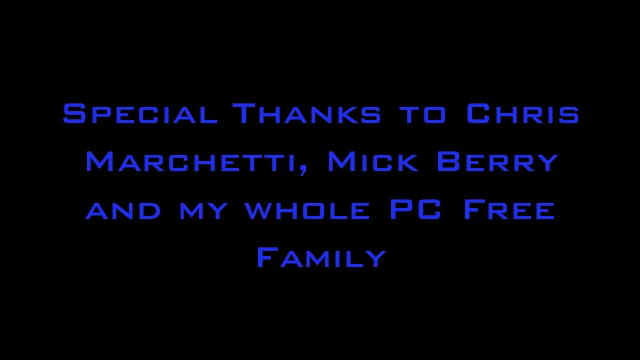 Special Thanks to Chris
Marchetti, Mick Berry
and my whole PC Free
Family